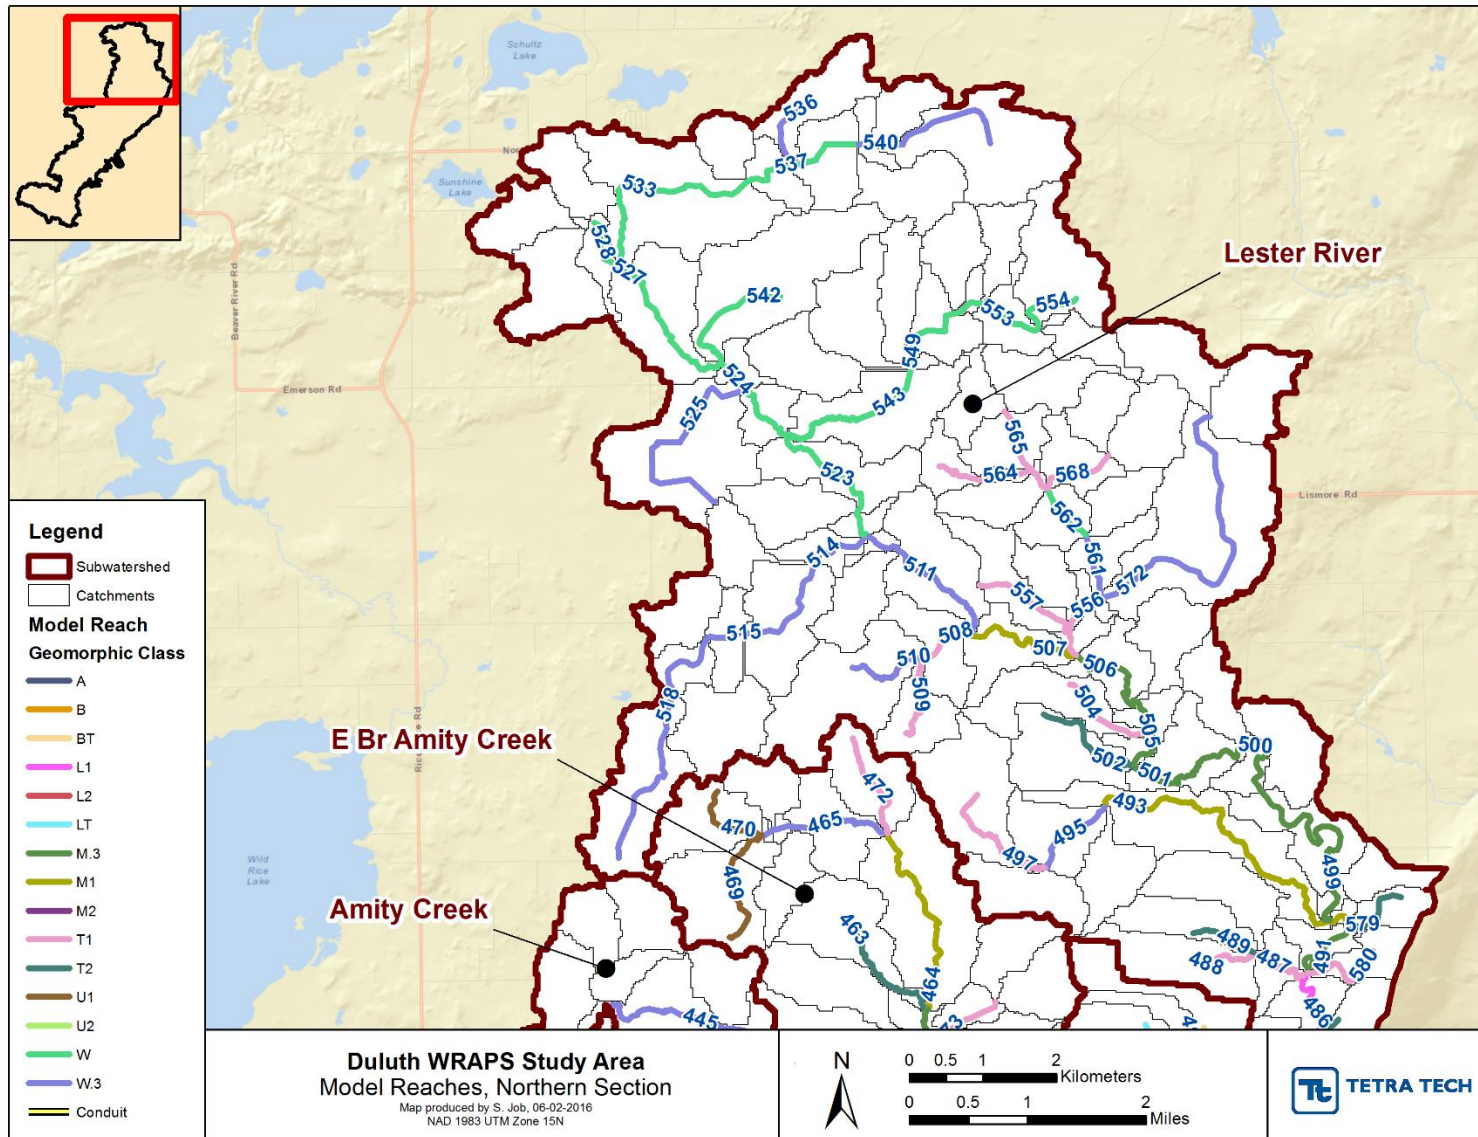 Schultz
Lake
536
Nor
540
537
Sunshine
Lake
533
528
527
Lester River
Beaver River Rd
542
554
553
549
Emerson Rd
524
543
525
565
523
564
568
Lismore Rd
562
514
561
511
572
557
556
515
508
507
506
510
509
518
504
505
500
Rice
e Rd
502
501
E Br Amity Creek
472
493
470
465
495
497
Wild
Rice
Lake
469
499
Amity Creek
463
579
489
491
488
487
580
464
486
445
Legend
Subwatershed
Catchments
Model Reach
Geomorphic Class
A
B
BT
L1
L2
LT
M.3
M1
M2
T1
T2
U1
U2
W
W.3
Conduit
Duluth WRAPS Study Area
Model Reaches, Northern Section
Map produced by S. Job, 06-02-2016
NAD 1983 UTM Zone 15N
N
0 0.5 1 2
Kilometers
0 0.5 1 2
Miles
Tt
TETRA TECH